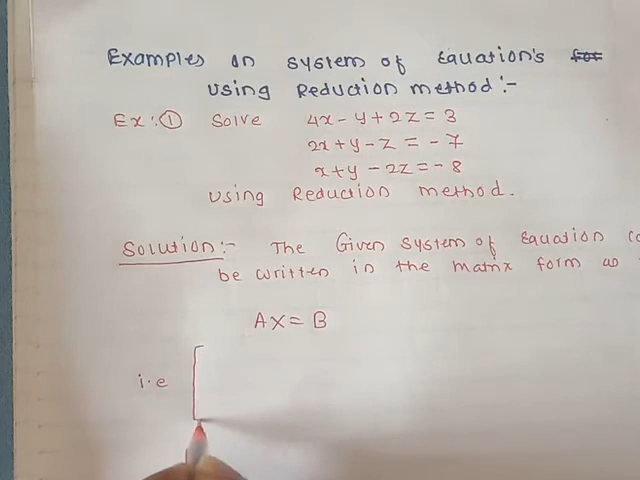 Examples on system of Equation's for
using Reduction method :-
Ex:① Solve 4x - y + 2z = 3
2x + y - z = -7
x + y - 2z = -8
using Reduction method.
Solution:- The Given system of Equation
be written in the matrix form as
AX = B
i.e [